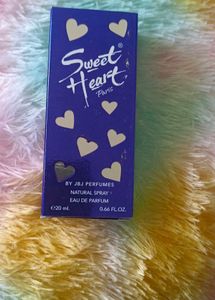 Sweet®
Heart
Paris
BY JBJ PERFUMES
NATURAL SPRAY
EAU DE PARFUM
℮20 ml. 0.66 FL.OZ.